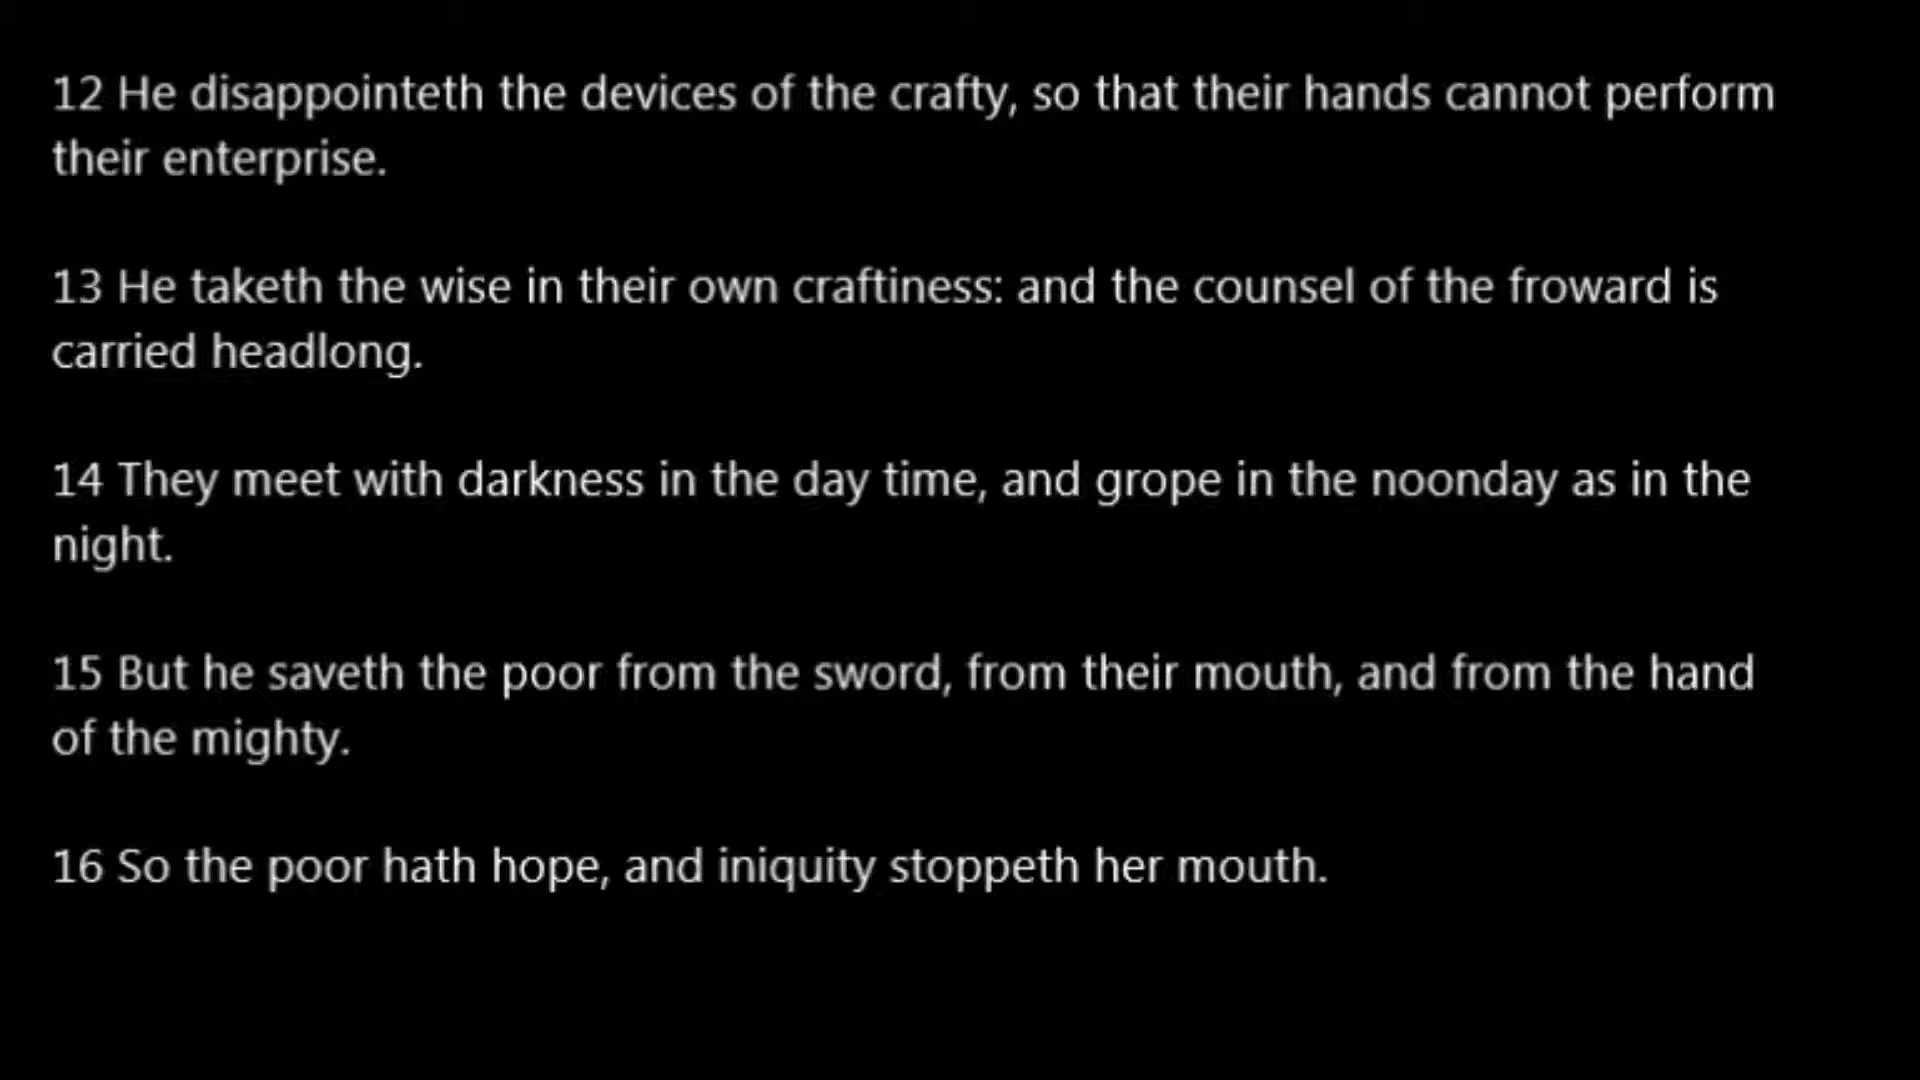 12 He disappointeth the devices of the crafty, so that their hands cannot perform
their enterprise.
13 He taketh the wise in their own craftiness: and the counsel of the froward is
carried headlong.
14 They meet with darkness in the day time, and grope in the noonday as in the
night.
15 But he saveth the poor from the sword, from their mouth, and from the hand
of the mighty.
16 So the poor hath hope, and iniquity stoppeth her mouth.